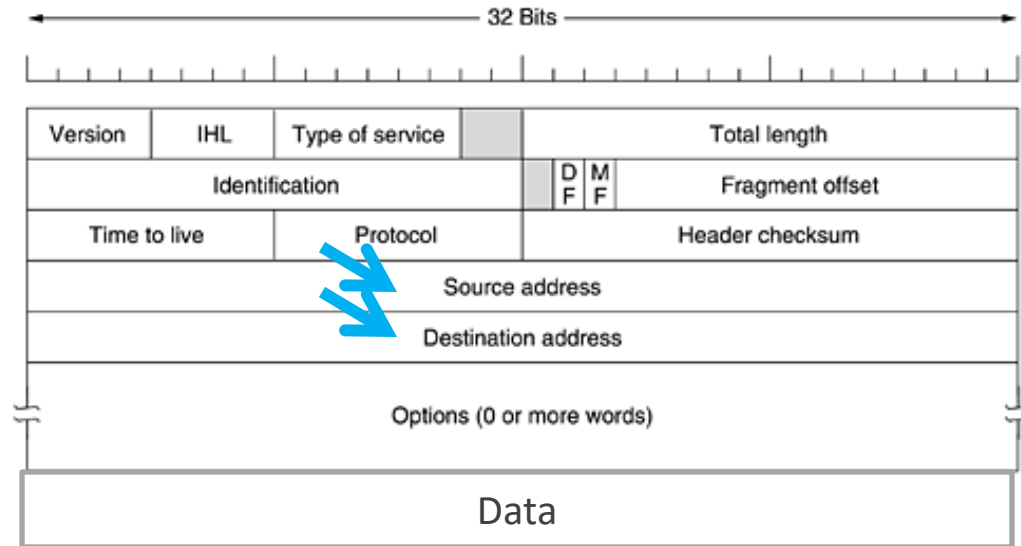 32 Bits
Version IHL Type of service Total length
Identification D F M F Fragment offset
Time to live Protocol Header checksum
Source address
Destination address
Options (0 or more words)
Data